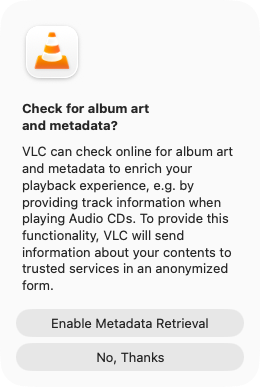 Check for album art
and metadata?
VLC can check online for album art
and metadata to enrich your
playback experience, e.g. by
providing track information when
playing Audio CDs. To provide this
functionality, VLC will send
information about your contents to
trusted services in an anonymized
form.
Enable Metadata Retrieval
No, Thanks